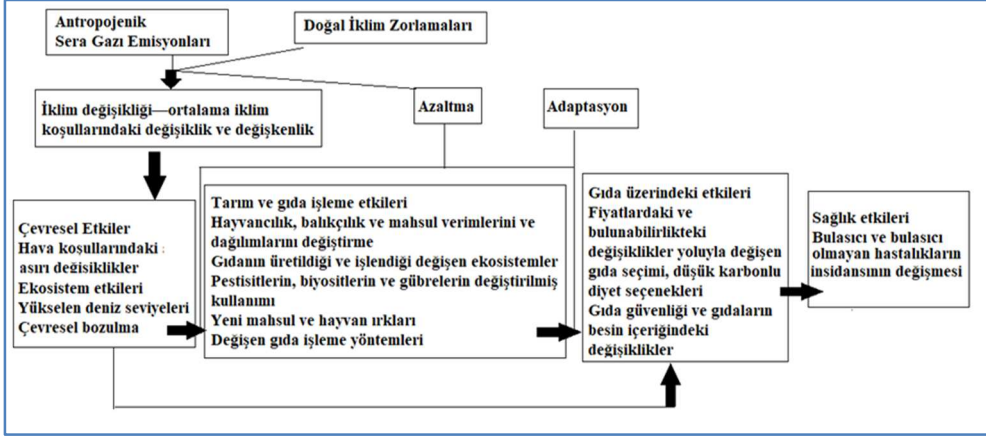 Antropojenik
Sera Gazı Emisyonları
Doğal İklim Zorlamaları
İklim değişikliği—ortalama iklim
koşullarındaki değişiklik ve değişkenlik
Azaltma
Adaptasyon
Çevresel Etkiler
Hava koşullarındaki :
asırı değisiklikler
Ekosistem etkileri
Yükselen deniz seviyeleri
Çevresel bozulma
Tarım ve gıda işleme etkileri
Hayvancılık, balıkçılık ve mahsul verimlerini ve
dağılımlarını değiştirme
Gıdanın üretildiği ve işlendiği değişen ekosistemler
Pestisitlerin, biyositlerin ve gübrelerin değiştirilmiş
kullanımı
Yeni mahsul ve hayvan ırkları
Değişen gıda işleme yöntemleri
Gıda üzerindeki etkileri
Fiyatlardaki ve
bulunabilirlikteki
değişiklikler yoluyla değişen
gıda seçimi, düşük karbonlu
diyet seçenekleri
Gıda güvenliği ve gıdaların
besin içeriğindeki
değişiklikler
Sağlık etkileri
Bulasıcı ve bulasıcı
olmayan hastalıkların
insidansının değişmesi